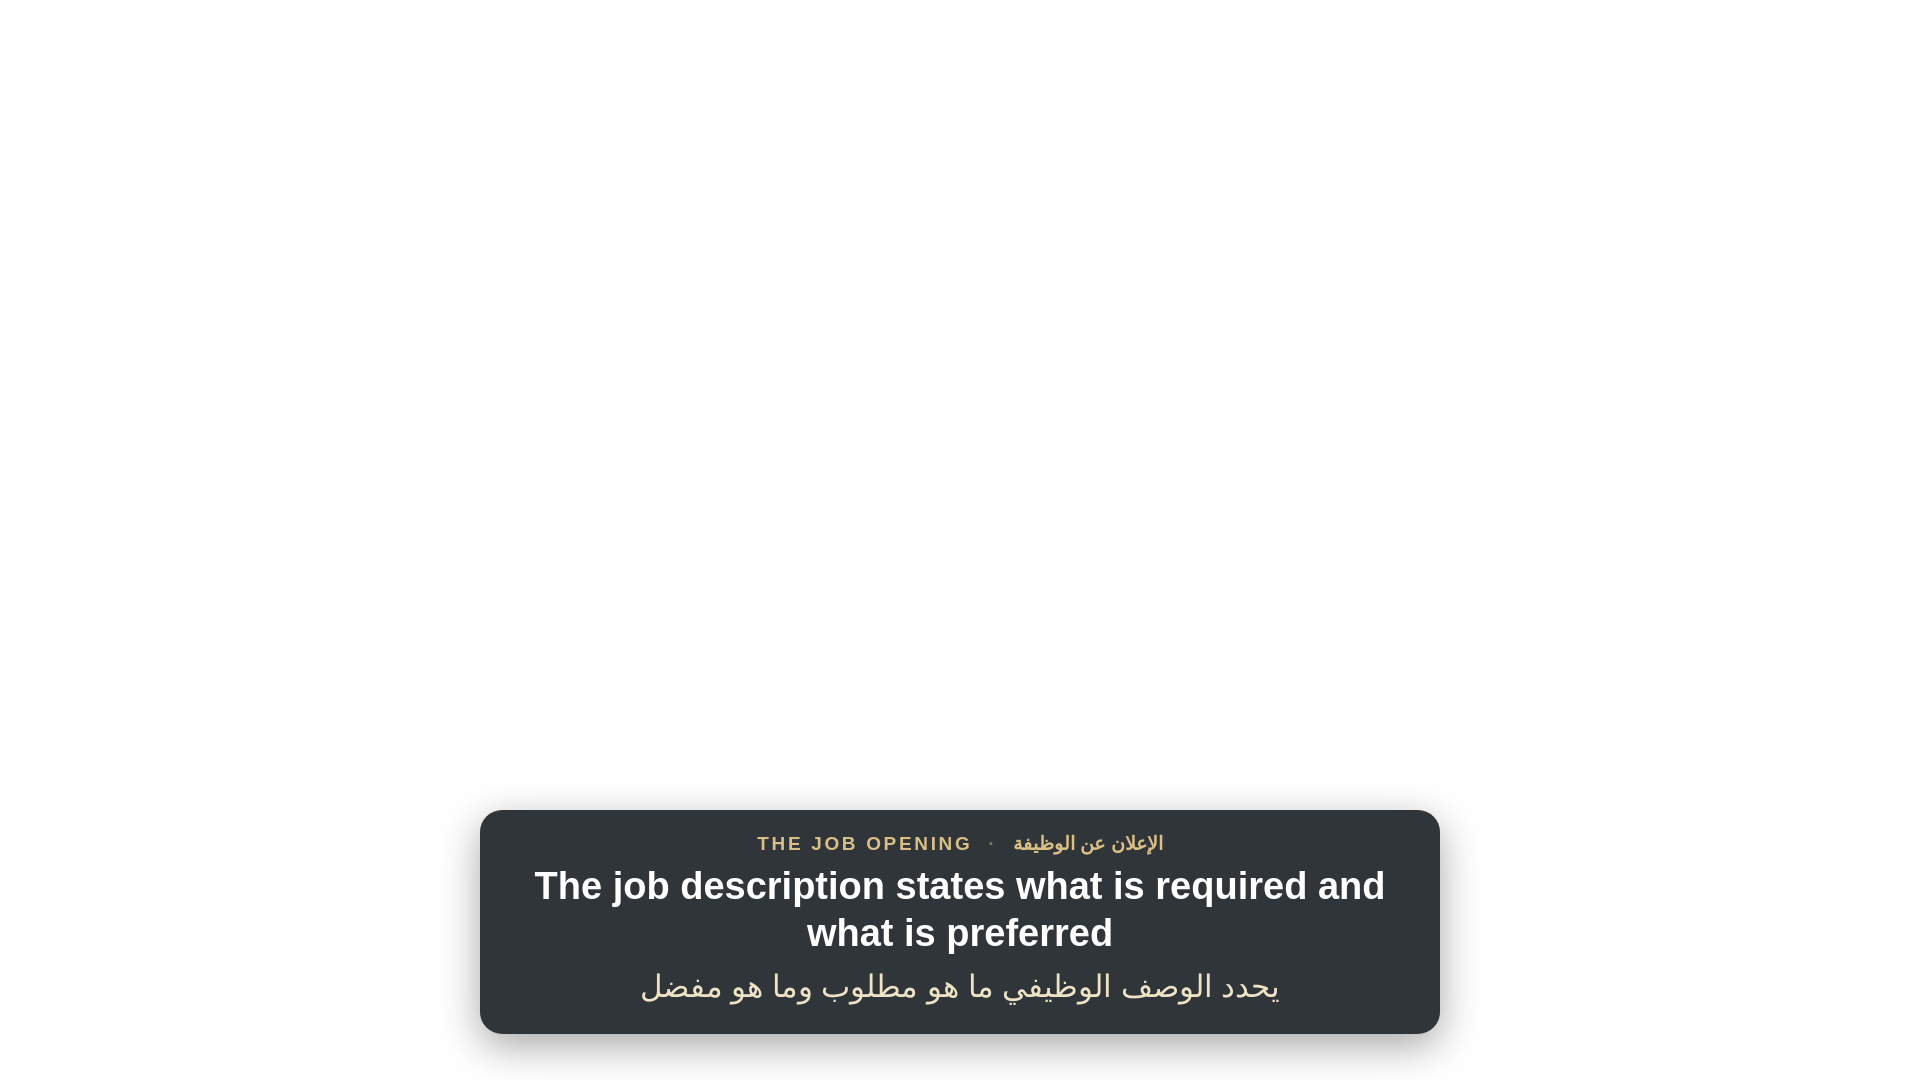 THE JOB OPENING · الإعلان عن الوظيفة
The job description states what is required and
what is preferred
يحدد الوصف الوظيفي ما هو مطلوب وما هو مفضل